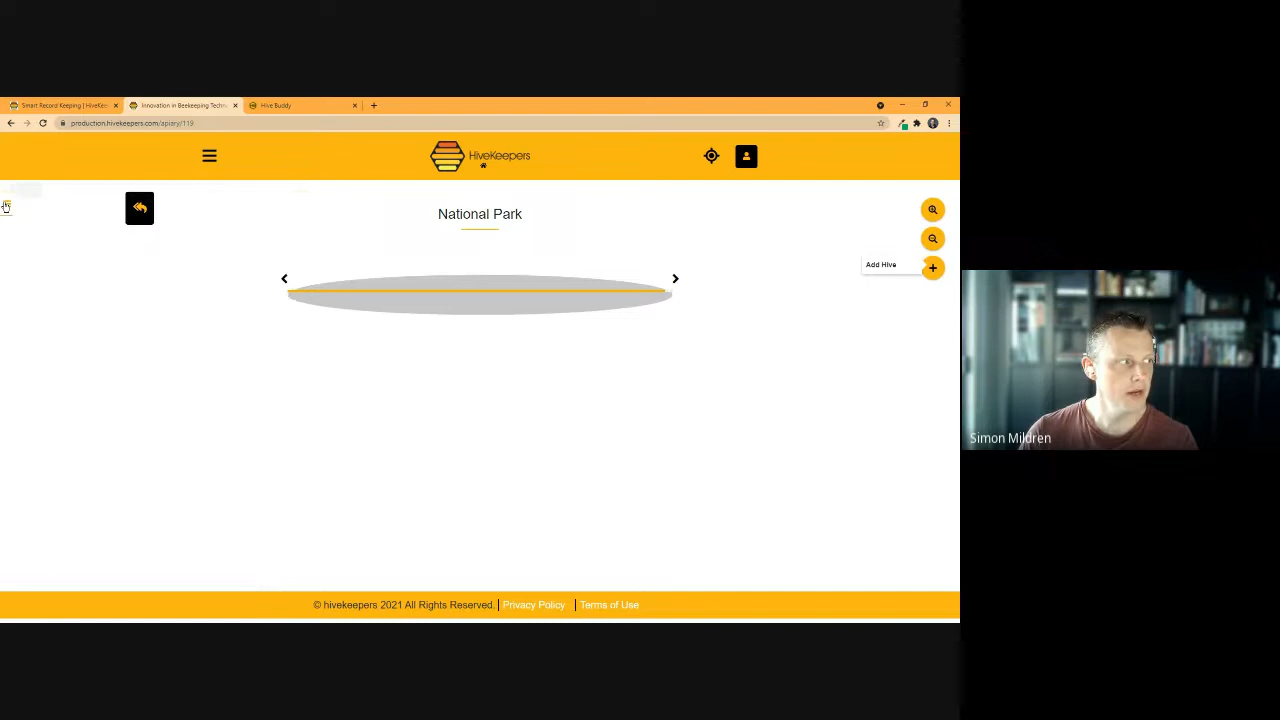 Smart Record Keeping | HiveKee
Innovation in Beekeeping Techn
Hive Buddy
production.hivekeepers.com/apiary/119
HiveKeepers
National Park
Add Hive
Simon Mildren
© hivekeepers 2021 All Rights Reserved. Privacy Policy Terms of Use